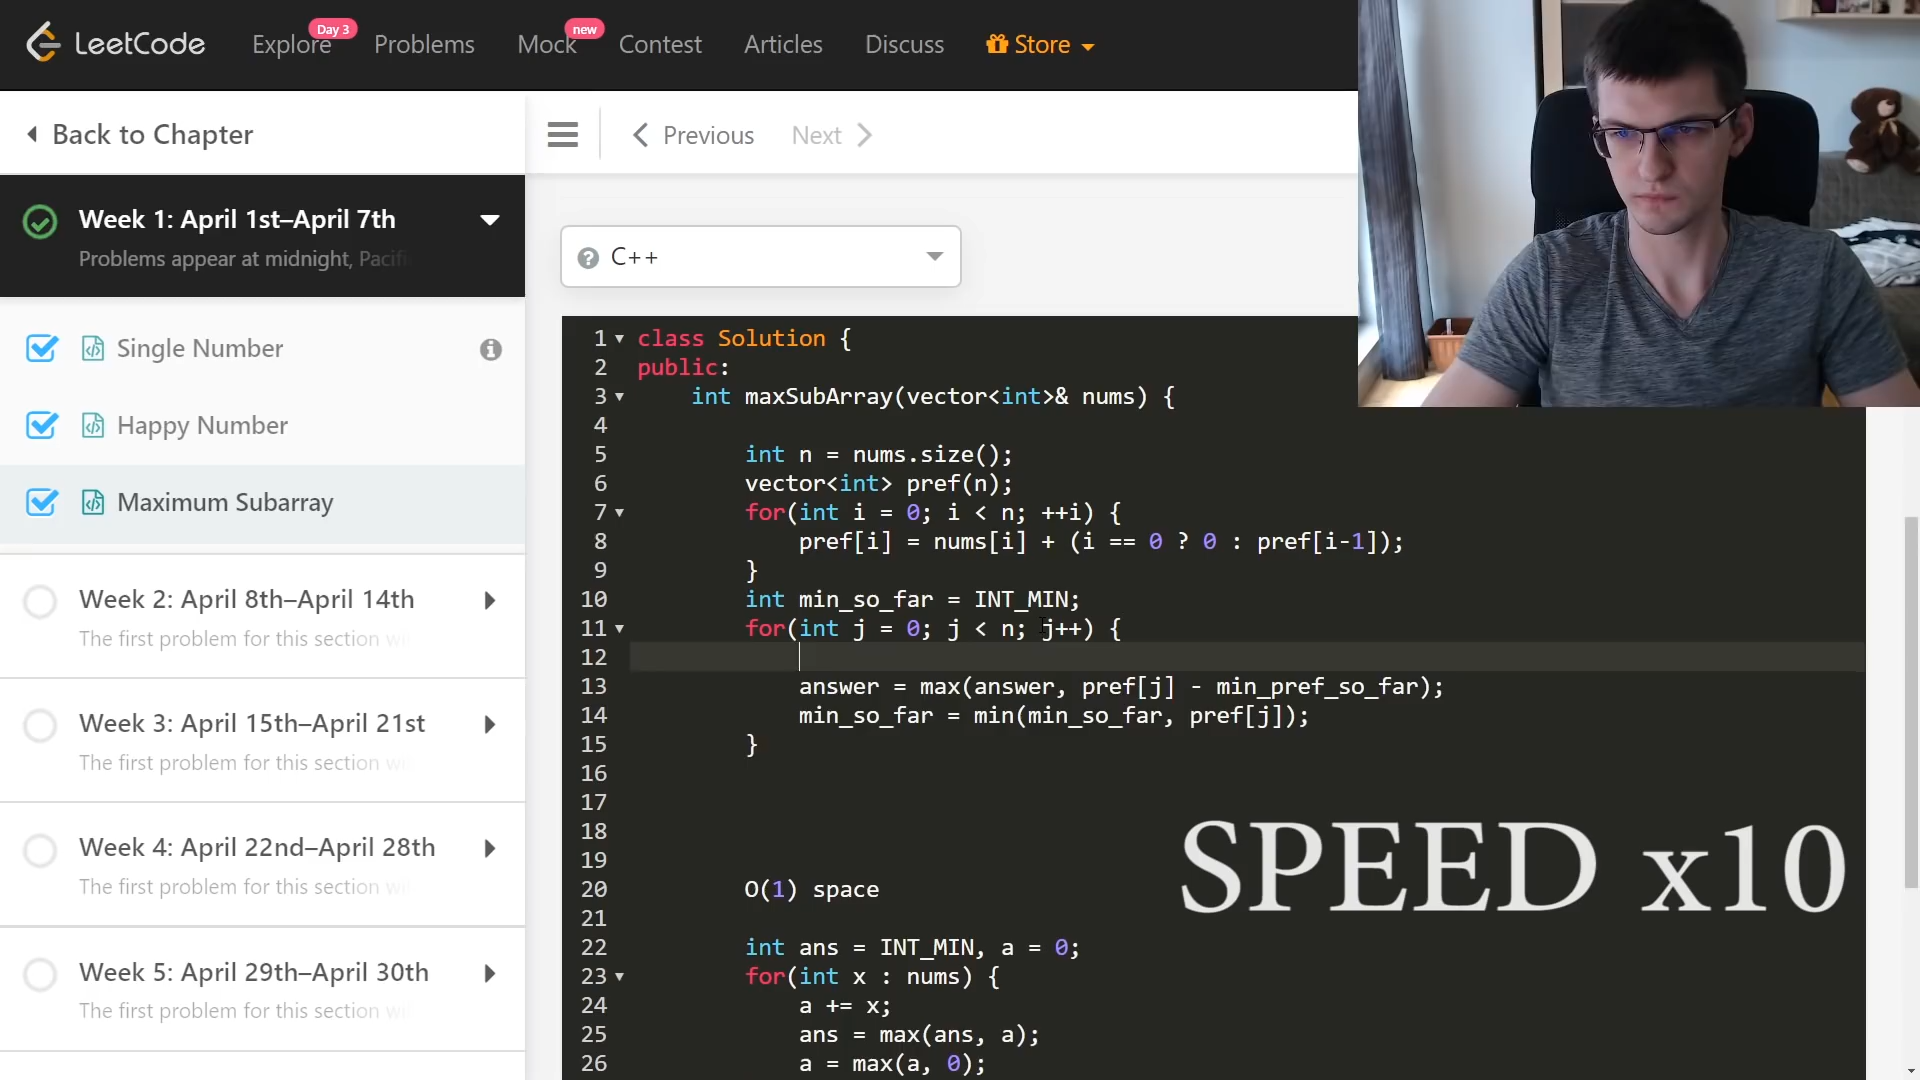 LeetCode
Explore
Day 3
Problems
Mock
new
Contest
Articles
Discuss
Store
Back to Chapter
Previous
Next
Week 1: April 1st–April 7th
Problems appear at midnight, Pacifi
Single Number
Happy Number
Maximum Subarray
Week 2: April 8th–April 14th
The first problem for this section wi
Week 3: April 15th–April 21st
The first problem for this section wi
Week 4: April 22nd–April 28th
The first problem for this section wi
Week 5: April 29th–April 30th
The first problem for this section wi
C++
1 class Solution {
2 public:
3 int maxSubArray(vector<int>& nums) {
4
5 int n = nums.size();
6 vector<int> pref(n);
7 for(int i = 0; i < n; ++i) {
8 pref[i] = nums[i] + (i == 0 ? 0 : pref[i-1]);
9 }
10 int min_so_far = INT_MIN;
11 for(int j = 0; j < n; j++) {
12
13 answer = max(answer, pref[j] - min_pref_so_far);
14 min_so_far = min(min_so_far, pref[j]);
15 }
16
17
18
19
20 O(1) space
21
22 int ans = INT_MIN, a = 0;
23 for(int x : nums) {
24 a += x;
25 ans = max(ans, a);
26 a = max(a, 0);
SPEED x10